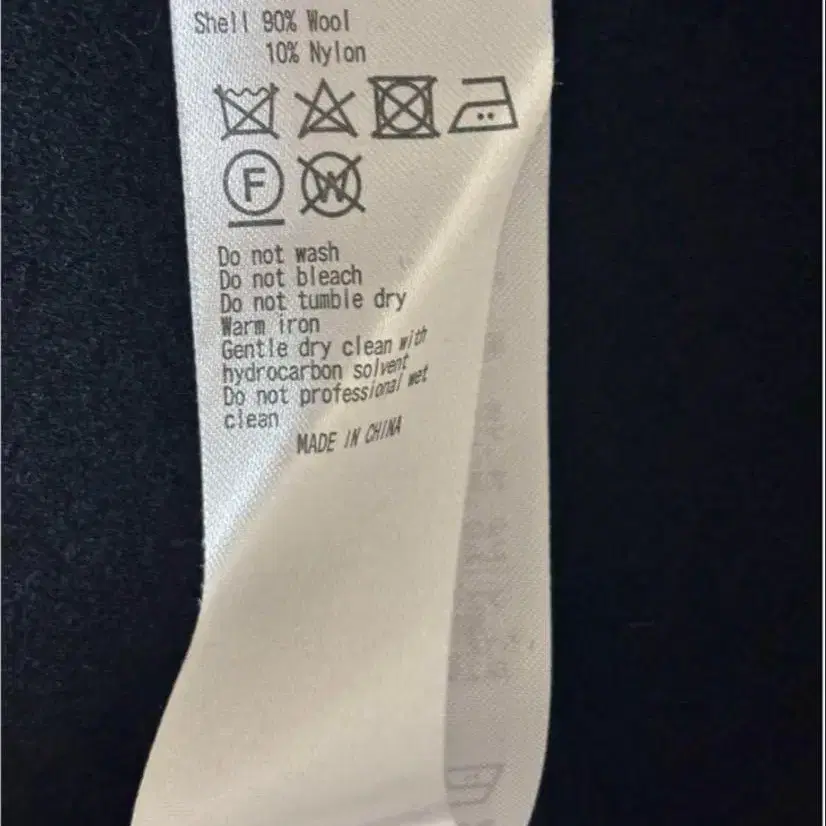 Shell 90% Wool
10% Nylon
F W
Do not wash
Do not bleach
Do not tumble dry
Warm iron
Gentle dry clean with
hydrocarbon solvent
Do not professional wet
clean
MADE IN CHINA